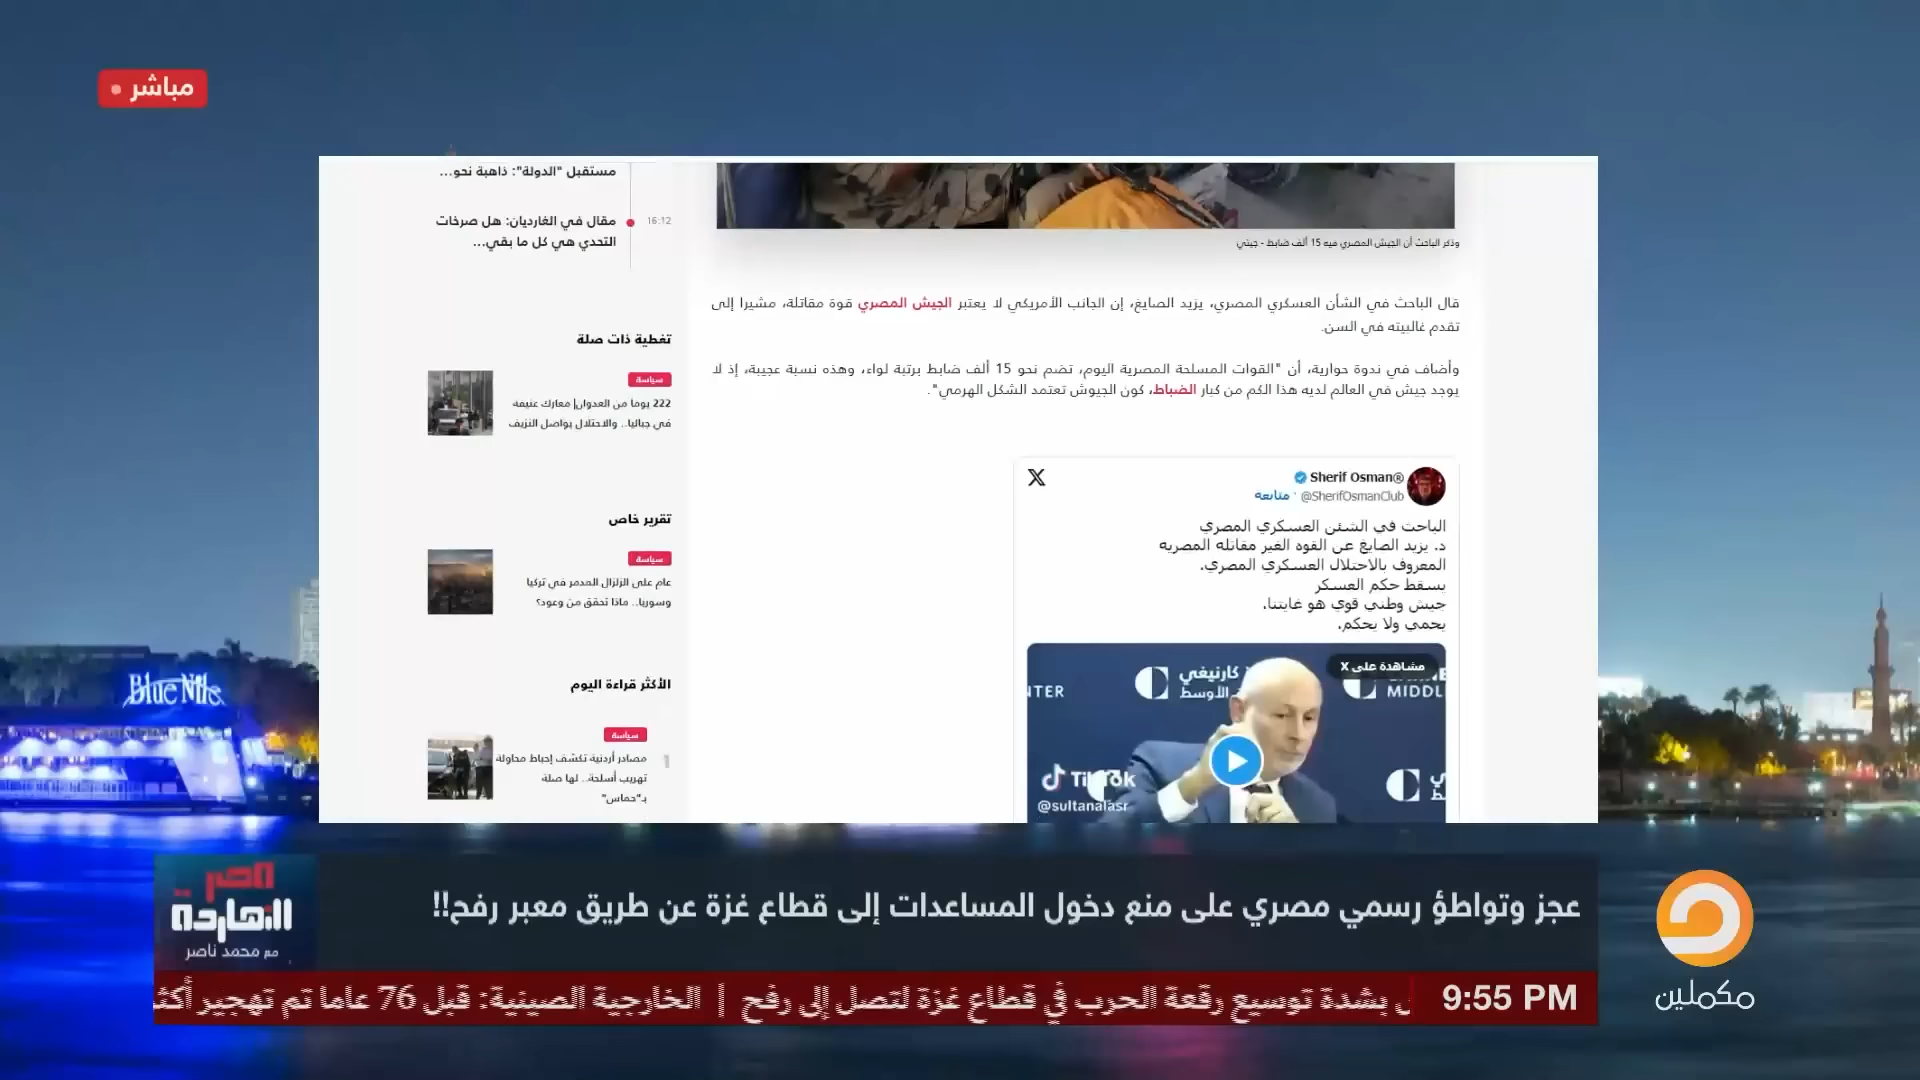 مباشر
وذكر الباحث أن الجيش المصري فيه 15 ألف ضابط - جيتي
قال الباحث في الشأن العسكري المصري، يزيد الصايغ، إن الجانب الأمريكي لا يعتبر الجيش المصري قوة مقاتلة، مشيرا إلى
تقدم غالبيته في السن.
وأضاف في ندوة حوارية، أن "القوات المسلحة المصرية اليوم، تضم نحو 15 ألف ضابط برتبة لواء، وهذه نسبة عجيبة، إذ لا
يوجد جيش في العالم لديه هذا الكم من كبار الضباط، كون الجيوش تعتمد الشكل الهرمي".
Sherif Osman®
@SherifOsmanClub · متابعة
الباحث في الشئن العسكري المصري
د. يزيد الصايغ عن القوه الغير مقاتله المصريه
المعروف بالاحتلال العسكري المصري.
يسقط حكم العسكر
جيش وطني قوي هو غايتنا.
يحمي ولا يحكم.
مشاهدة على X
كارنيغي
الأوسط
NTER
MIDDL
TikTok
@sultanalasr
مستقبل "الدولة": ذاهبة نحو...
16:12
مقال في الغارديان: هل صرخات
التحدي هي كل ما بقي...
تغطية ذات صلة
سياسة
222 يوما من العدوان| معارك عنيفة
في جباليا.. والاحتلال يواصل النزيف
تقرير خاص
سياسة
عام على الزلزال المدمر في تركيا
وسوريا.. ماذا تحقق من وعود؟
الأكثر قراءة اليوم
سياسة
1
مصادر أردنية تكشف إحباط محاولة
تهريب أسلحة.. لها صلة
بـ"حماس"
Blue Nile
مصر
النهاردة
مع محمد ناصر
عجز وتواطؤ رسمي مصري على منع دخول المساعدات إلى قطاع غزة عن طريق معبر رفح!!
9:55 PM
بشدة توسيع رقعة الحرب في قطاع غزة لتصل إلى رفح | الخارجية الصينية: قبل 76 عاما تم تهجير
مكملين